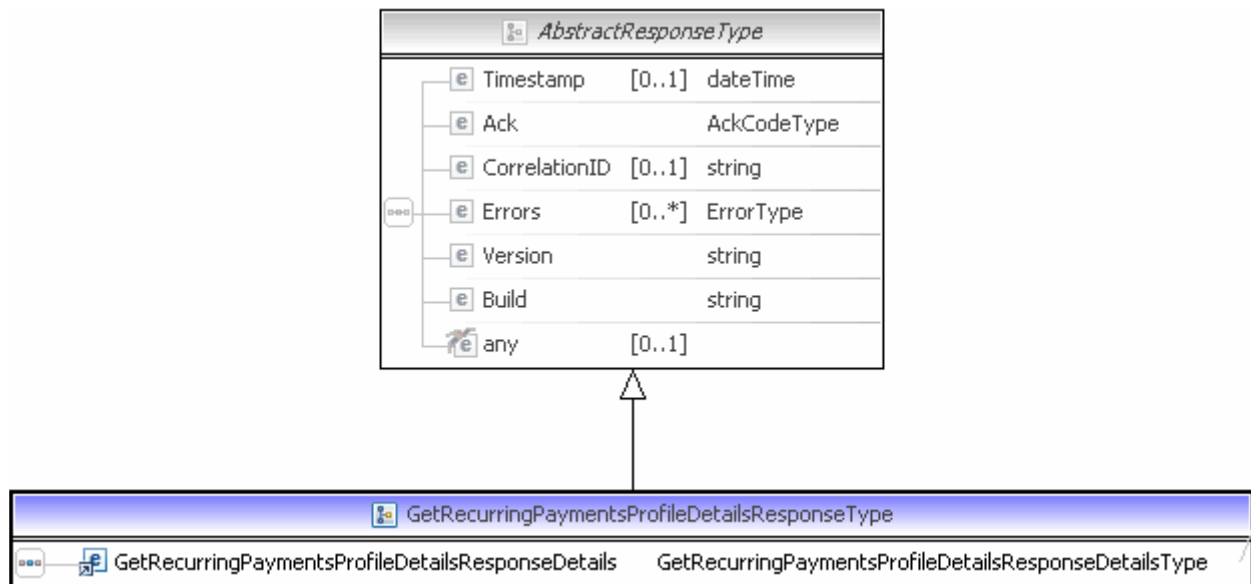 AbstractResponseType
Timestamp [0..1] dateTime
Ack AckCodeType
CorrelationID [0..1] string
Errors [0..*] ErrorType
Version string
Build string
any [0..1]
GetRecurringPaymentsProfileDetailsResponseType
GetRecurringPaymentsProfileDetailsResponseDetails GetRecurringPaymentsProfileDetailsResponseDetailsType